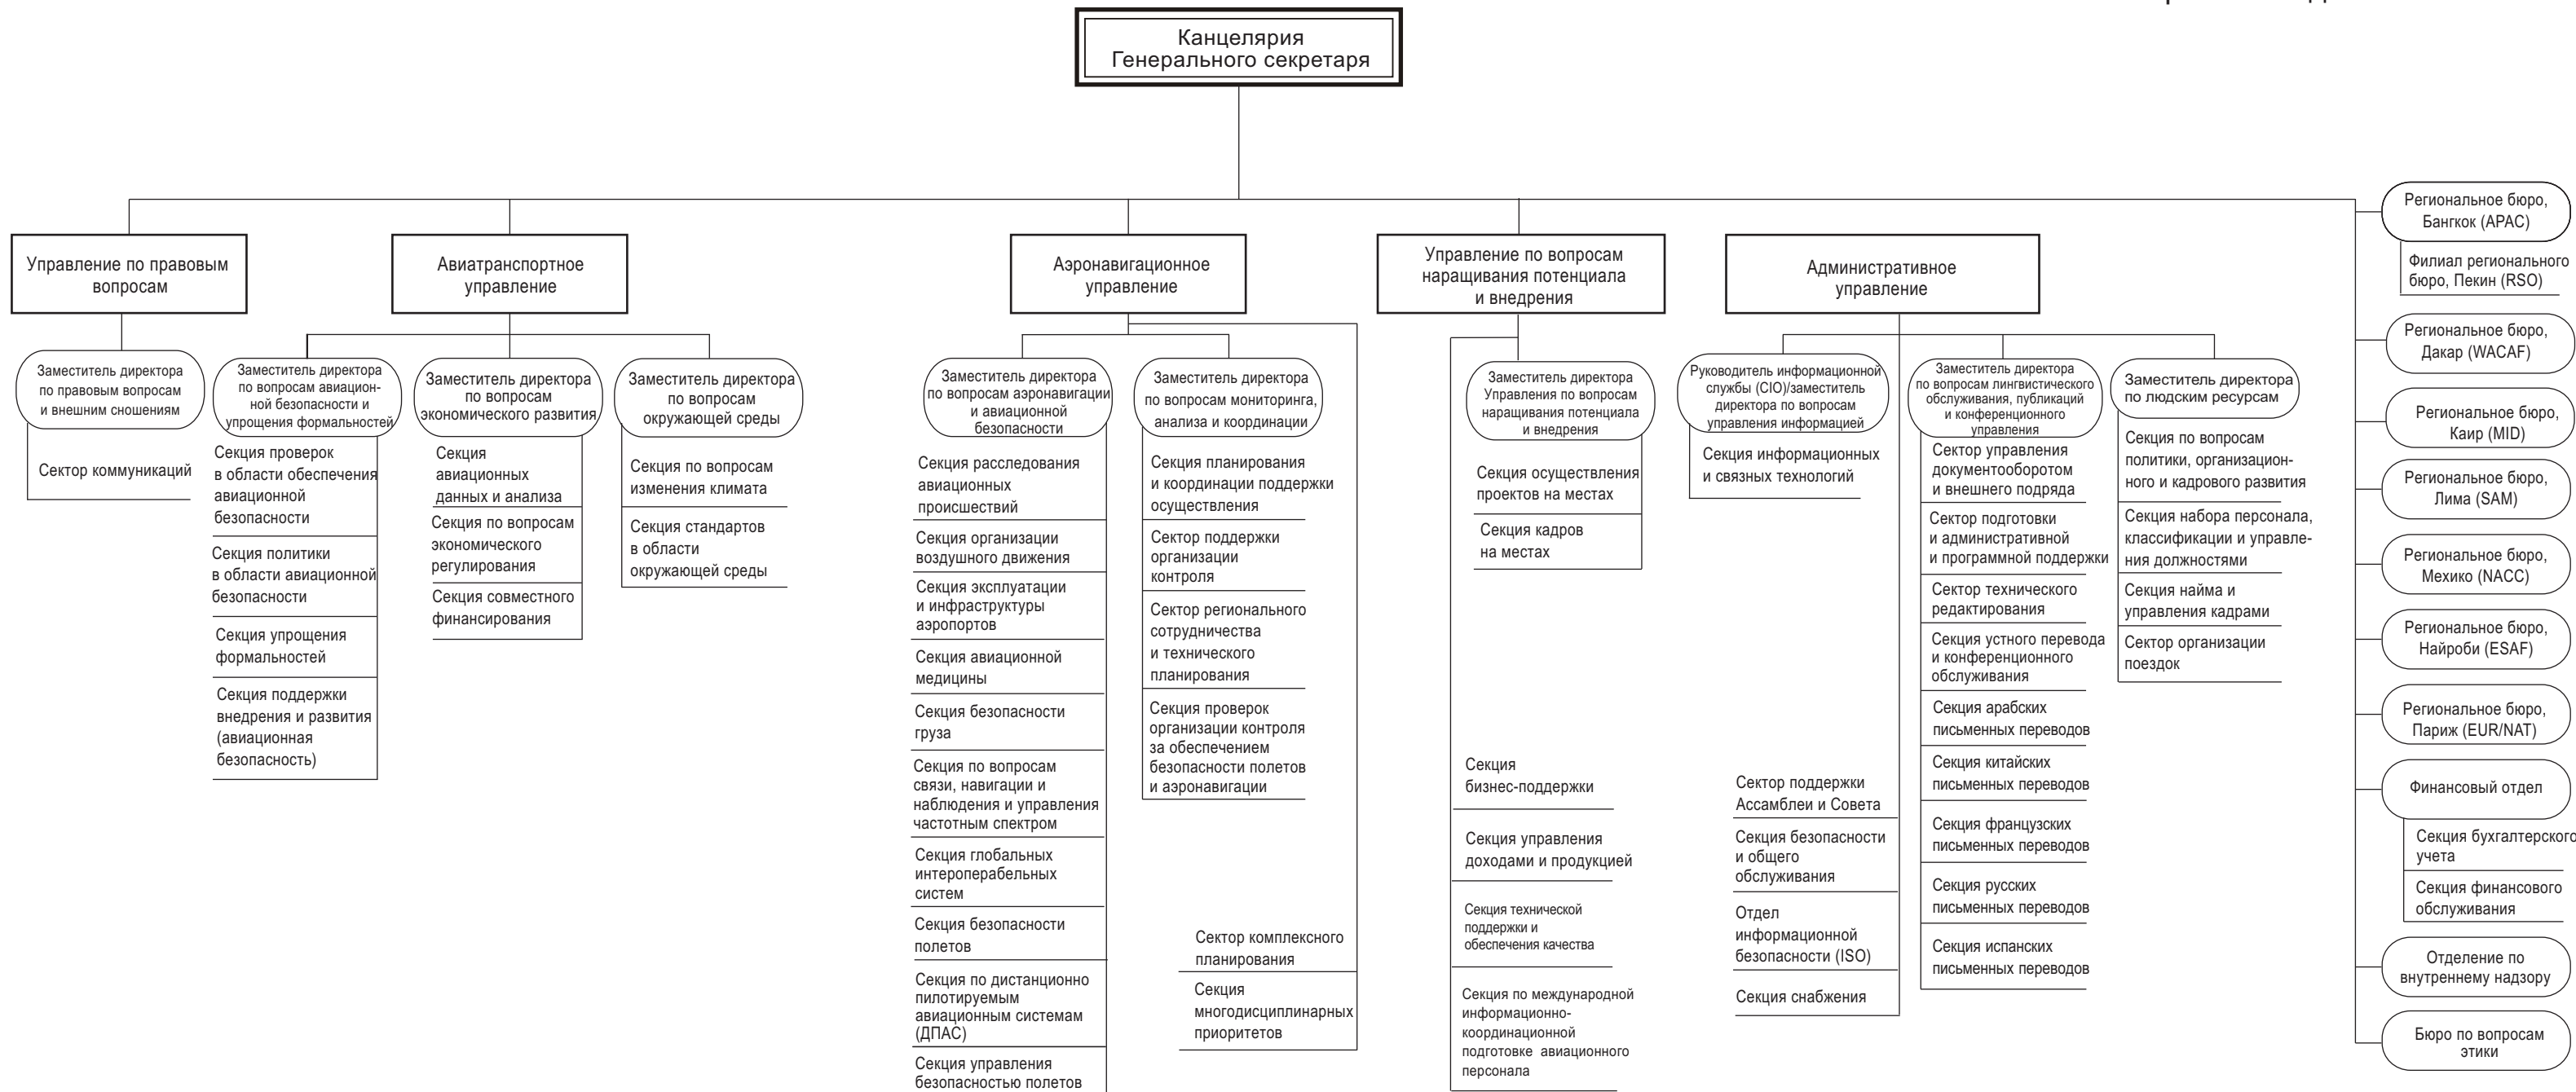 Канцелярия
Генерального секретаря
Управление по правовым
вопросам
Заместитель директора
по правовым вопросам
и внешним сношениям
Сектор коммуникаций
Авиатранспортное
управление
Заместитель директора
по вопросам авиацион-
ной безопасности и
упрощения формальностей
Секция проверок
в области обеспечения
авиационной
безопасности
Секция политики
в области авиационной
безопасности
Секция упрощения
формальностей
Секция поддержки
внедрения и развития
(авиационная
безопасность)
Заместитель директора
по вопросам
экономического развития
Секция
авиационных
данных и анализа
Секция по вопросам
экономического
регулирования
Секция совместного
финансирования
Заместитель директора
по вопросам
окружающей среды
Секция по вопросам
изменения климата
Секция стандартов
в области
окружающей среды
Аэронавигационное
управление
Заместитель директора
по вопросам аэронавигации
и авиационной
безопасности
Секция расследования
авиационных
происшествий
Секция организации
воздушного движения
Секция эксплуатации
и инфраструктуры
аэропортов
Секция авиационной
медицины
Секция безопасности
груза
Секция по вопросам
связи, навигации и
наблюдения и управления
частотным спектром
Секция глобальных
интероперабельных
систем
Секция безопасности
полетов
Секция по дистанционно
пилотируемым
авиационным системам
(ДПАС)
Секция управления
безопасностью полетов
Заместитель директора
по вопросам мониторинга,
анализа и координации
Секция планирования
и координации поддержки
осуществления
Сектор поддержки
организации
контроля
Сектор регионального
сотрудничества
и технического
планирования
Секция проверок
организации контроля
за обеспечением
безопасности полетов
и аэронавигации
Сектор комплексного
планирования
Секция
многодисциплинарных
приоритетов
Управление по вопросам
наращивания потенциала
и внедрения
Заместитель директора
Управления по вопросам
наращивания потенциала
и внедрения
Секция осуществления
проектов на местах
Секция кадров
на местах
Секция
бизнес-поддержки
Секция управления
доходами и продукцией
Секция технической
поддержки и
обеспечения качества
Секция по международной
информационно-
координационной
подготовке авиационного
персонала
Административное
управление
Руководитель информационной
службы (CIO)/заместитель
директора по вопросам
управления информацией
Секция информационных
и связных технологий
Сектор поддержки
Ассамблеи и Совета
Секция безопасности
и общего
обслуживания
Отдел
информационной
безопасности (ISO)
Секция снабжения
Заместитель директора
по вопросам лингвистического
обслуживания, публикаций
и конференционного
управления
Сектор управления
документооборотом
и внешнего подряда
Сектор подготовки
и административной
и программной поддержки
Сектор технического
редактирования
Секция устного перевода
и конференционного
обслуживания
Секция арабских
письменных переводов
Секция китайских
письменных переводов
Секция французских
письменных переводов
Секция русских
письменных переводов
Секция испанских
письменных переводов
Заместитель директора
по людским ресурсам
Секция по вопросам
политики, организацион-
ного и кадрового развития
Секция набора персонала,
классификации и управле-
ния должностями
Секция найма и
управления кадрами
Сектор организации
поездок
Региональное бюро,
Бангкок (APAC)
Филиал регионального
бюро, Пекин (RSO)
Региональное бюро,
Дакар (WACAF)
Региональное бюро,
Каир (MID)
Региональное бюро,
Лима (SAM)
Региональное бюро,
Мехико (NACC)
Региональное бюро,
Найроби (ESAF)
Региональное бюро,
Париж (EUR/NAT)
Финансовый отдел
Секция бухгалтерского
учета
Секция финансового
обслуживания
Отделение по
внутреннему надзору
Бюро по вопросам
этики